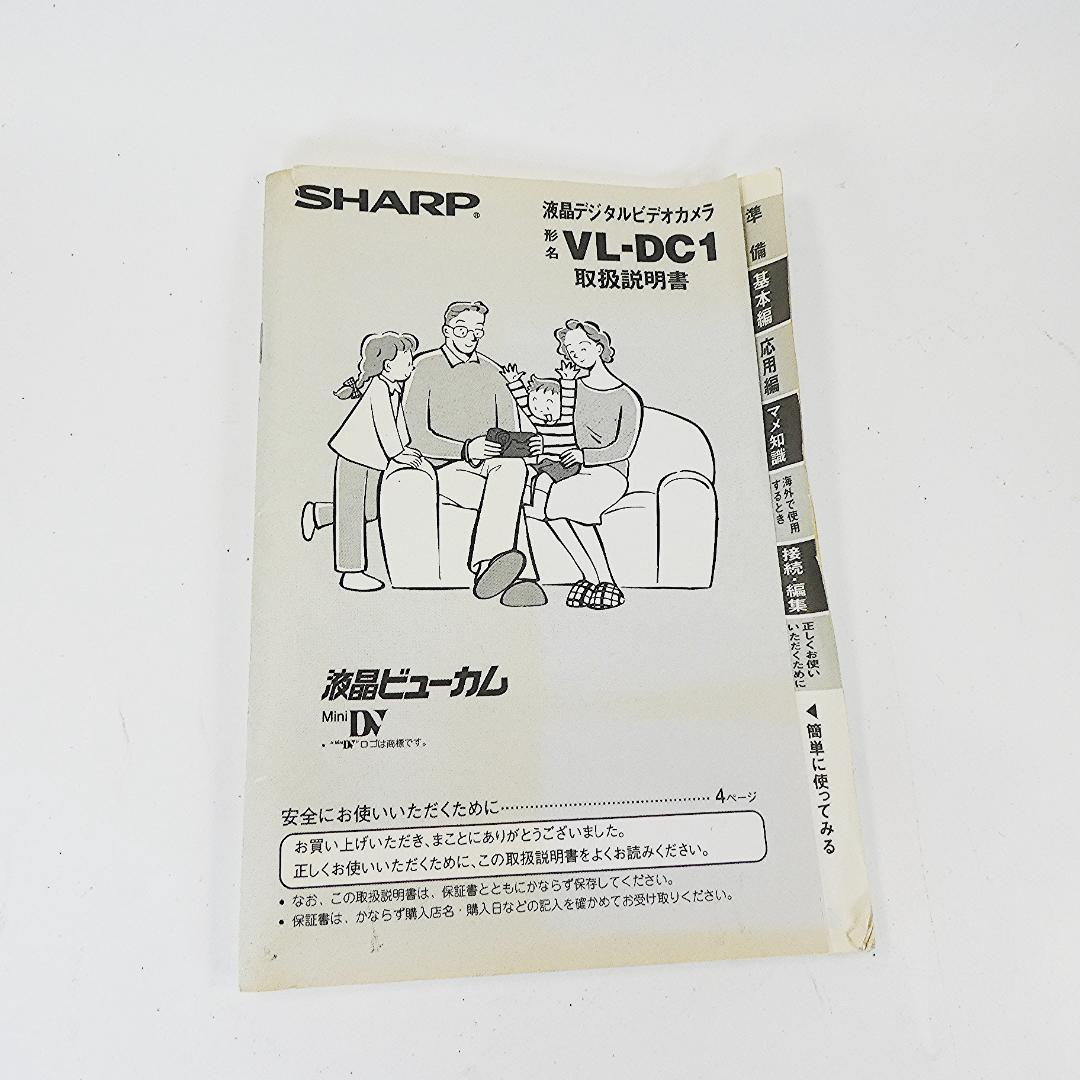 SHARP®
液晶デジタルビデオカメラ
形名 VL-DC1
取扱説明書
液晶ビューカム
Mini DV
• “Mini DV”ロゴは商標です。
安全にお使いいただくために………………………………… 4ページ
お買い上げいただき、まことにありがとうございました。
正しくお使いいただくために、この取扱説明書をよくお読みください。
• なお、この取扱説明書は、保証書とともにかならず保存してください。
• 保証書は、かならず購入店名・購入日などの記入を確かめてお受け取りください。
準備
基本編
応用編
マメ知識
海外で使用
するとき
接続・編集
正しくお使い
いただくために
◀簡単に使ってみる